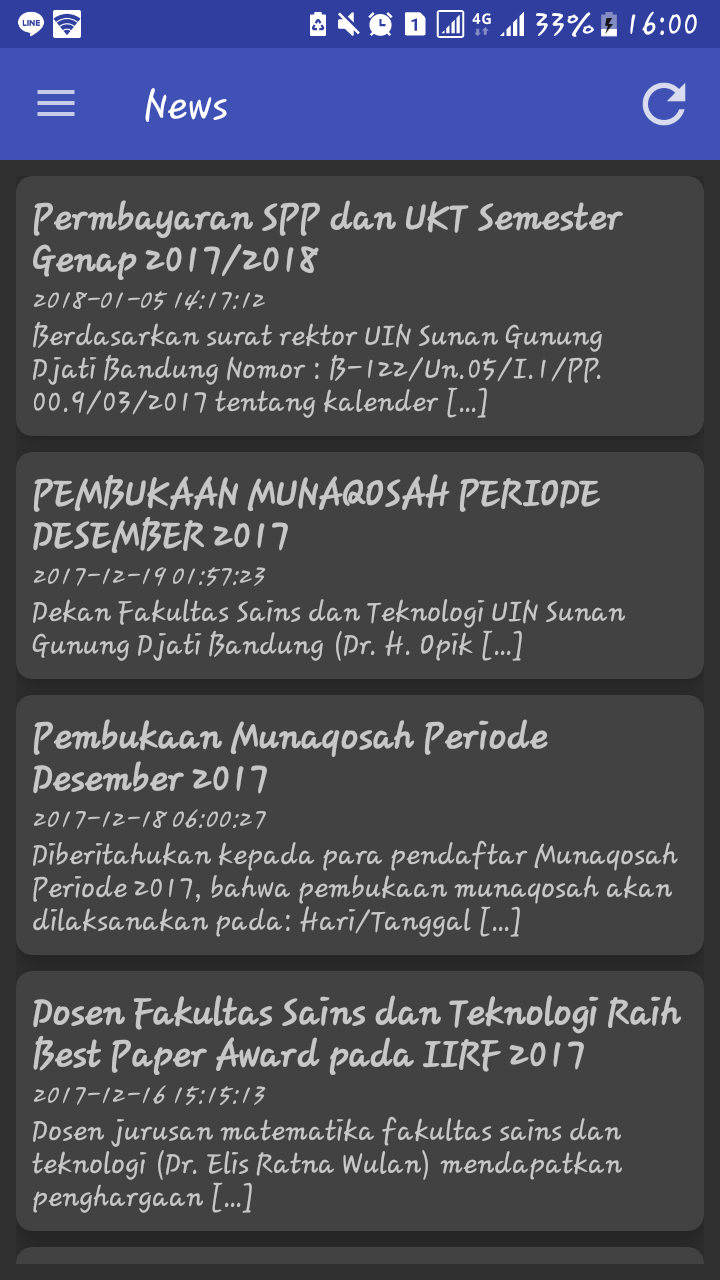 LINE 1 4G 33% 16:00
News
Permbayaran SPP dan UKT Semester
Genap 2017/2018
2018-01-05 14:17:12
Berdasarkan surat rektor UIN Sunan Gunung
Djati Bandung Nomor : B-122/Un.05/I.1/PP.
00.9/03/2017 tentang kalender [...]
PEMBUKAAN MUNAQOSAH PERIODE
DESEMBER 2017
2017-12-19 01:57:23
Dekan Fakultas Sains dan Teknologi UIN Sunan
Gunung Djati Bandung (Dr. H. Opik [...]
Pembukaan Munaqosah Periode
Desember 2017
2017-12-18 06:00:27
Diberitahukan kepada para pendaftar Munaqosah
Periode 2017, bahwa pembukaan munaqosah akan
dilaksanakan pada: Hari/Tanggal [...]
Dosen Fakultas Sains dan Teknologi Raih
Best Paper Award pada IIRF 2017
2017-12-16 15:15:13
Dosen jurusan matematika fakultas sains dan
teknologi (Dr. Elis Ratna Wulan) mendapatkan
penghargaan [...]